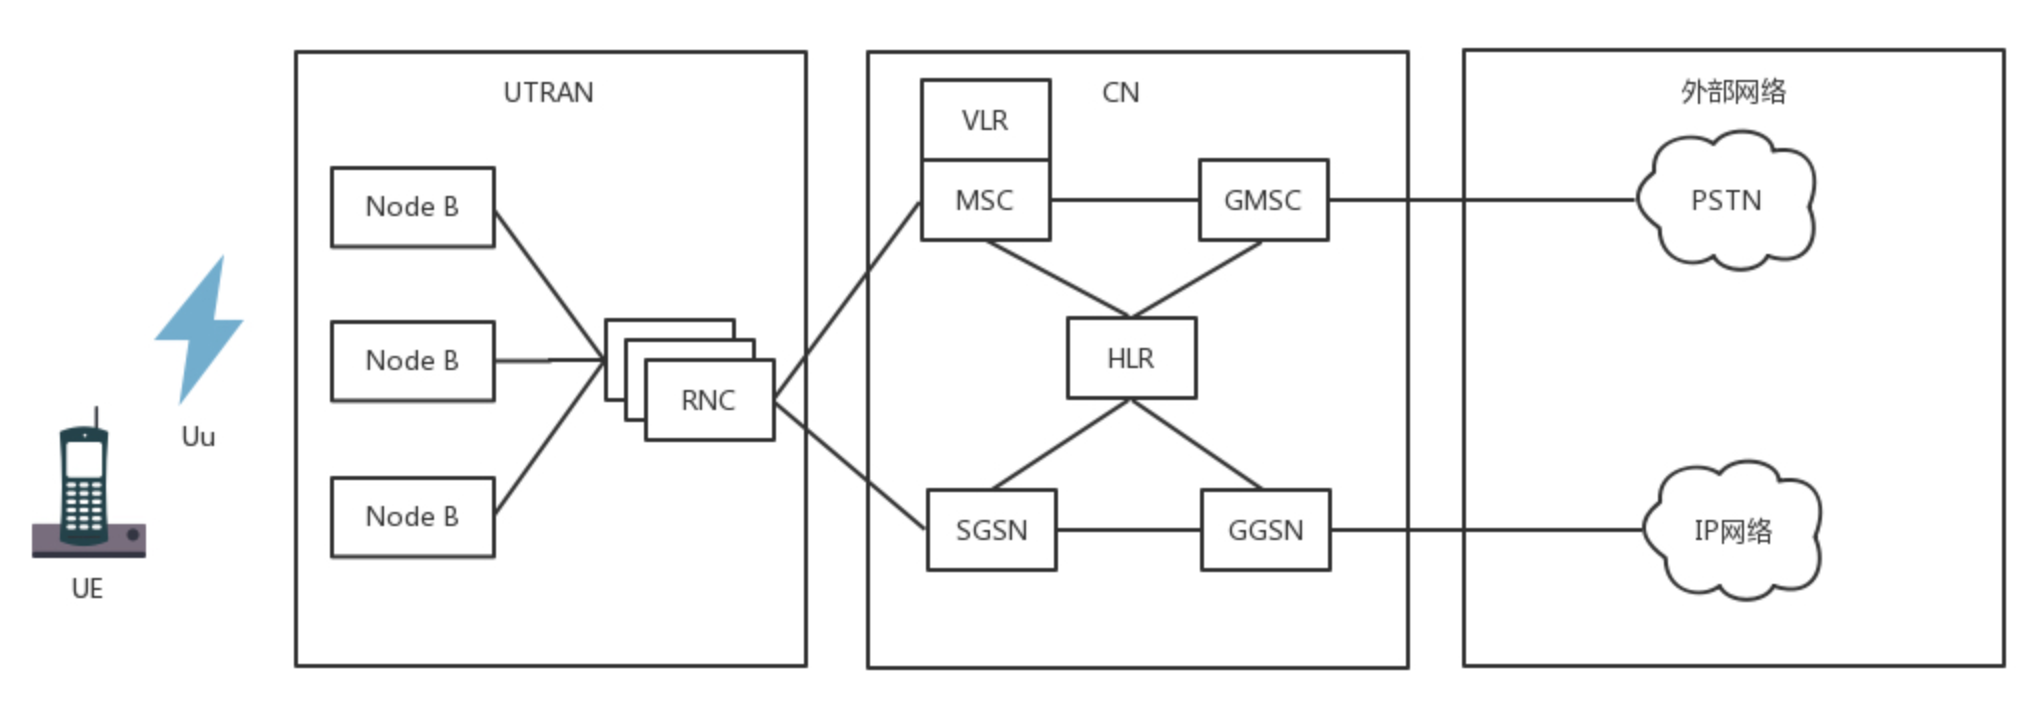 UTRAN
CN
外部网络
VLR
MSC
GMSC
PSTN
Node B
Node B
Node B
RNC
HLR
SGSN
GGSN
IP网络
Uu
UE